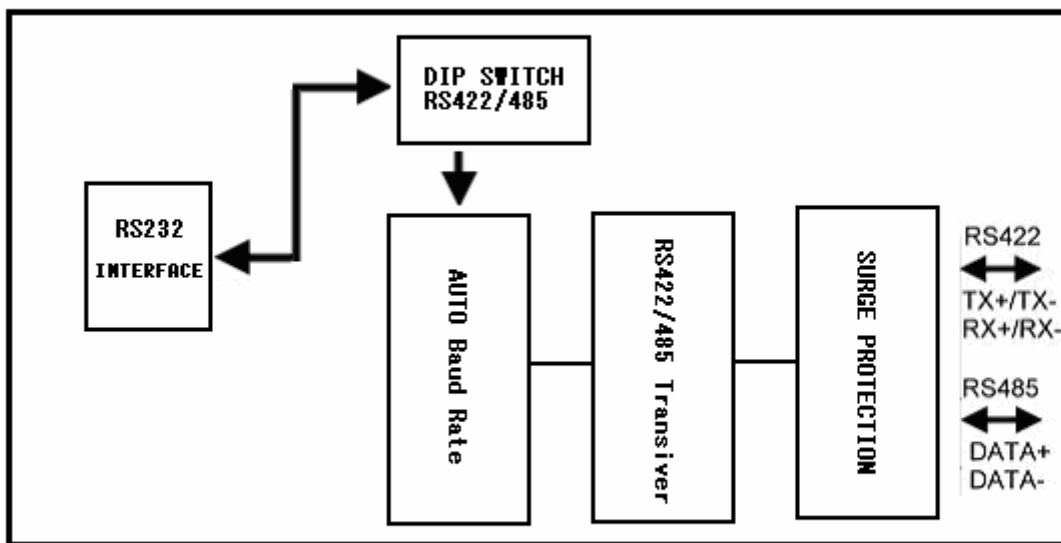 DIP SWITCH
RS422/485
RS232
INTERFACE
AUTO Baud Rate
RS422/485 Transiver
SURGE PROTECTION
RS422
TX+/TX-
RX+/RX-
RS485
DATA+
DATA-